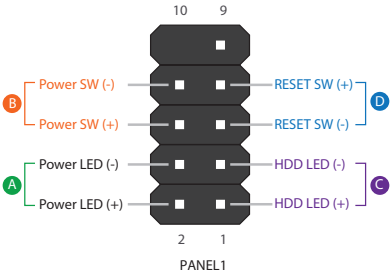 10 9
Power SW (-) RESET SW (+)
B D
Power SW (+) RESET SW (-)
Power LED (-) HDD LED (-)
A C
Power LED (+) HDD LED (+)
2 1
PANEL1